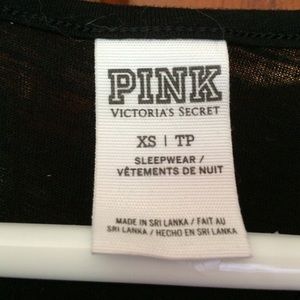 PINK
VICTORIA'S SECRET
XS | TP
SLEEPWEAR /
VÊTEMENTS DE NUIT
MADE IN SRI LANKA / FAIT AU
SRI LANKA / HECHO EN SRI LANKA